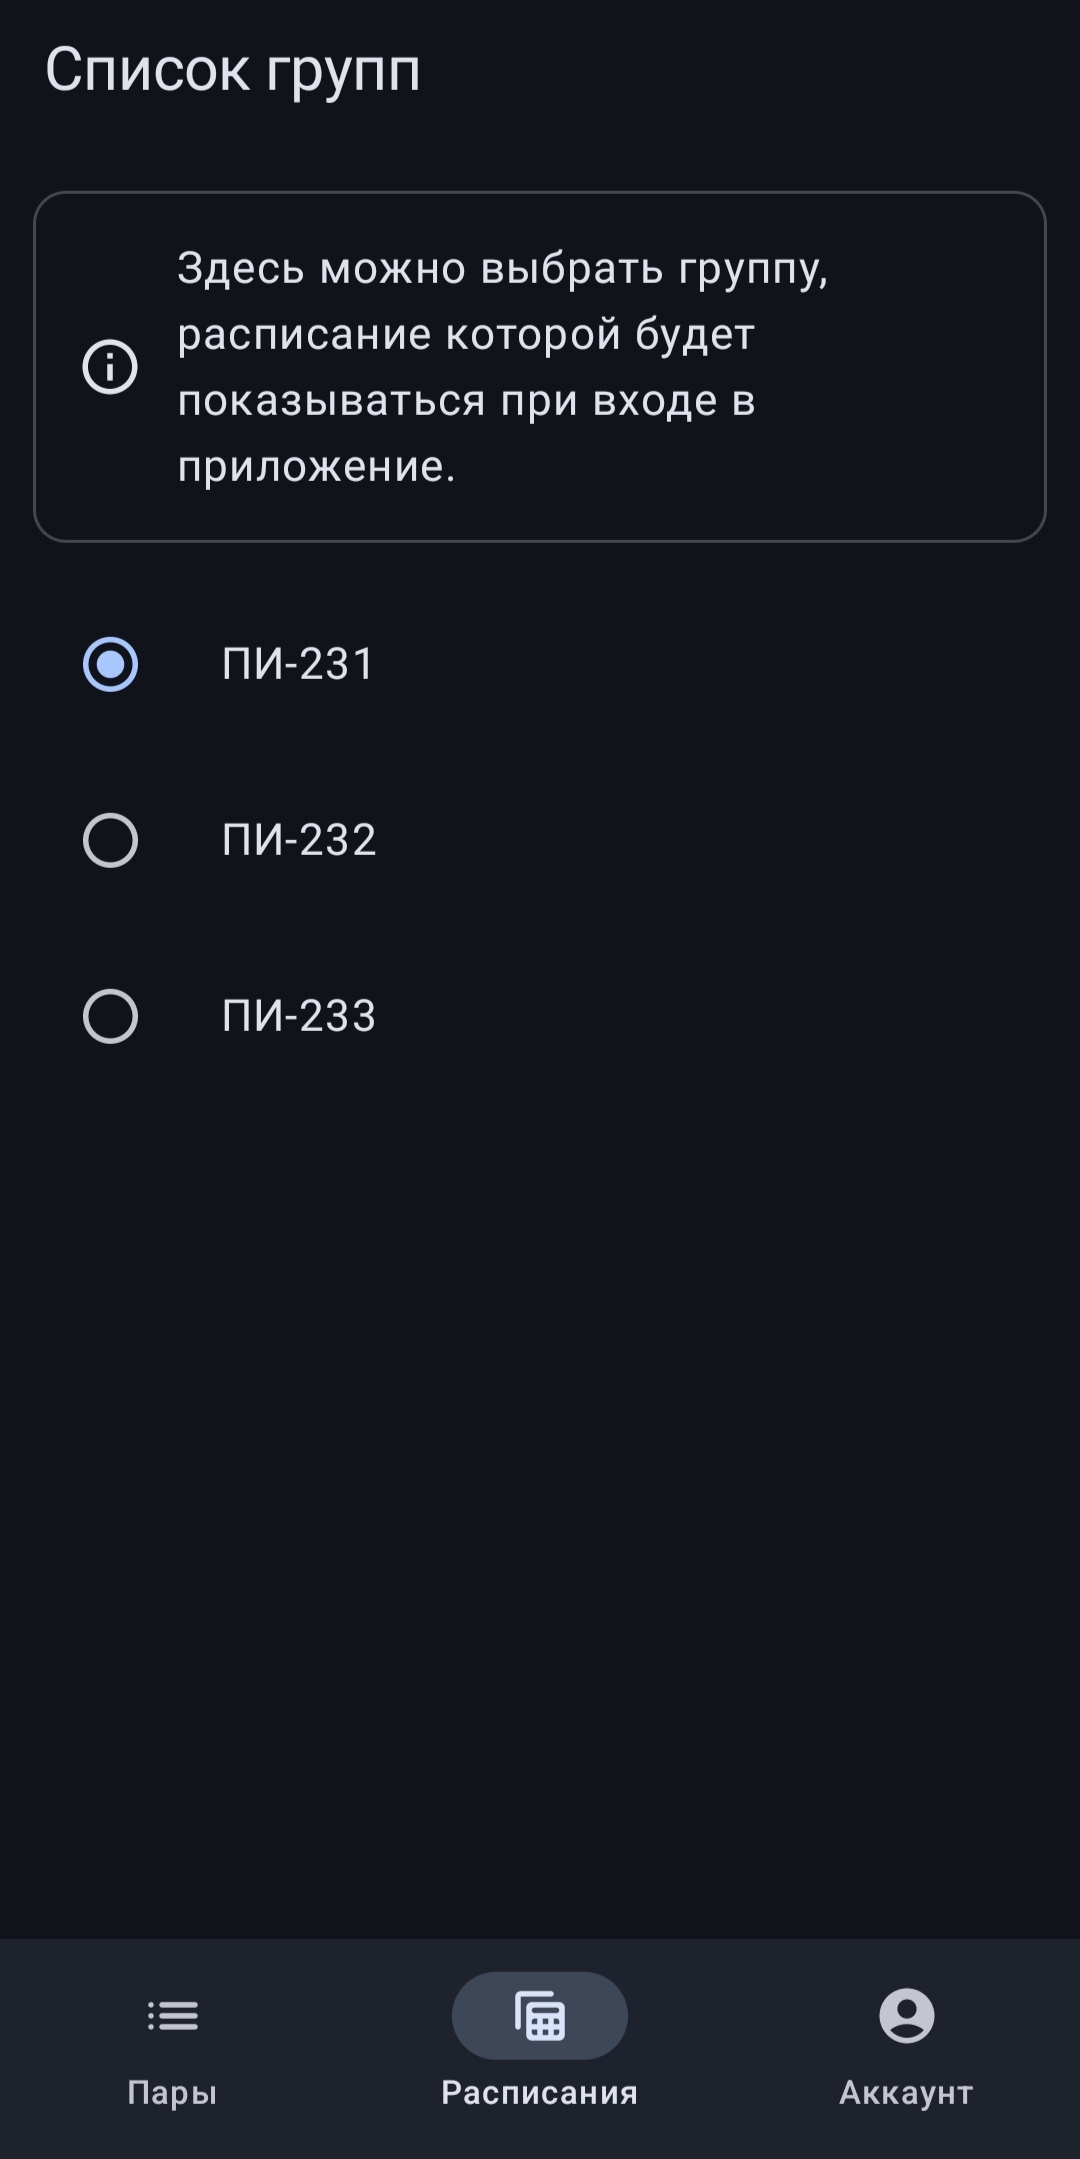 Список групп
Здесь можно выбрать группу,
расписание которой будет
показываться при входе в
приложение.
ПИ-231
ПИ-232
ПИ-233
Пары
Расписания
Аккаунт